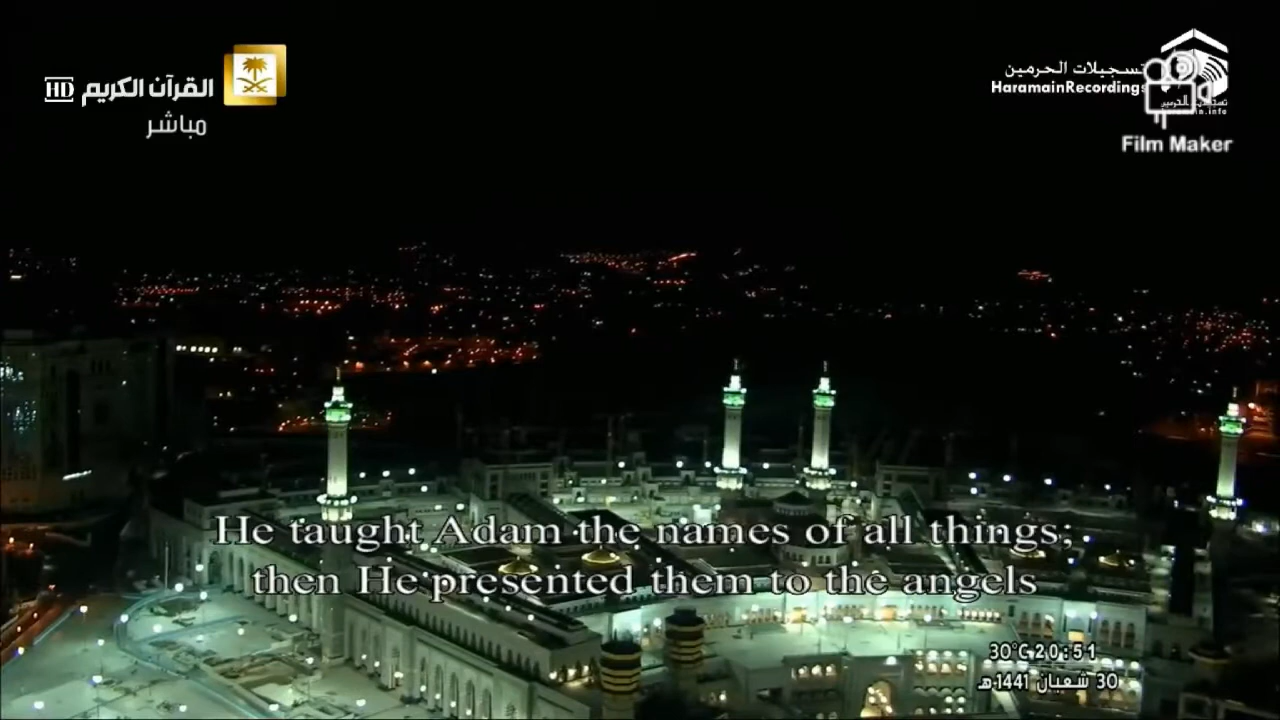 القرآن الكريم HD
مباشر
تسجيلات الحرمين
HaramainRecordings
Film Maker
He taught Adam the names of all things;
then He presented them to the angels
30°C 20:51
30 شعبان 1441هـ